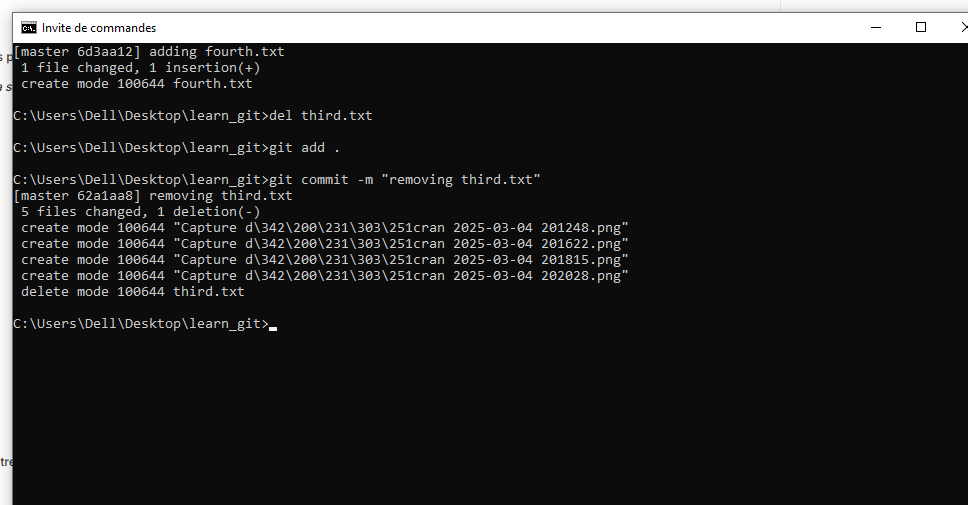 Invite de commandes
[master 6d3aa12] adding fourth.txt
1 file changed, 1 insertion(+)
create mode 100644 fourth.txt
C:\Users\Dell\Desktop\learn_git>del third.txt
C:\Users\Dell\Desktop\learn_git>git add .
C:\Users\Dell\Desktop\learn_git>git commit -m "removing third.txt"
[master 62a1aa8] removing third.txt
5 files changed, 1 deletion(-)
create mode 100644 "Capture d\342\200\231\303\251cran 2025-03-04 201248.png"
create mode 100644 "Capture d\342\200\231\303\251cran 2025-03-04 201622.png"
create mode 100644 "Capture d\342\200\231\303\251cran 2025-03-04 201815.png"
create mode 100644 "Capture d\342\200\231\303\251cran 2025-03-04 202028.png"
delete mode 100644 third.txt
C:\Users\Dell\Desktop\learn_git>